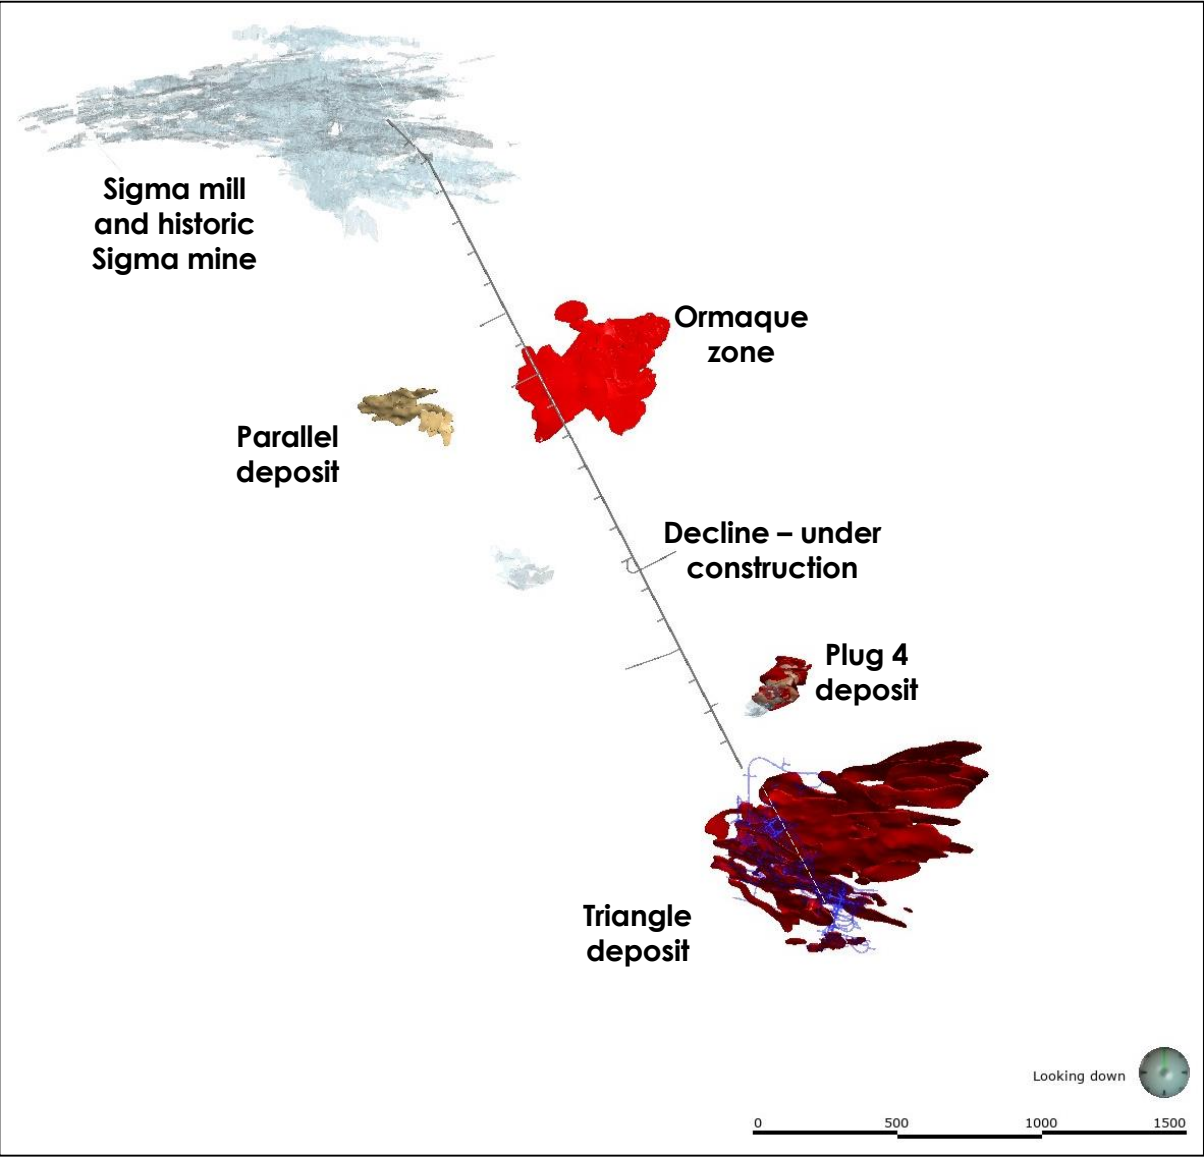 Sigma mill
and historic
Sigma mine
Ormaque
zone
Parallel
deposit
Decline – under
construction
Plug 4
deposit
Triangle
deposit
Looking down
0 500 1000 1500